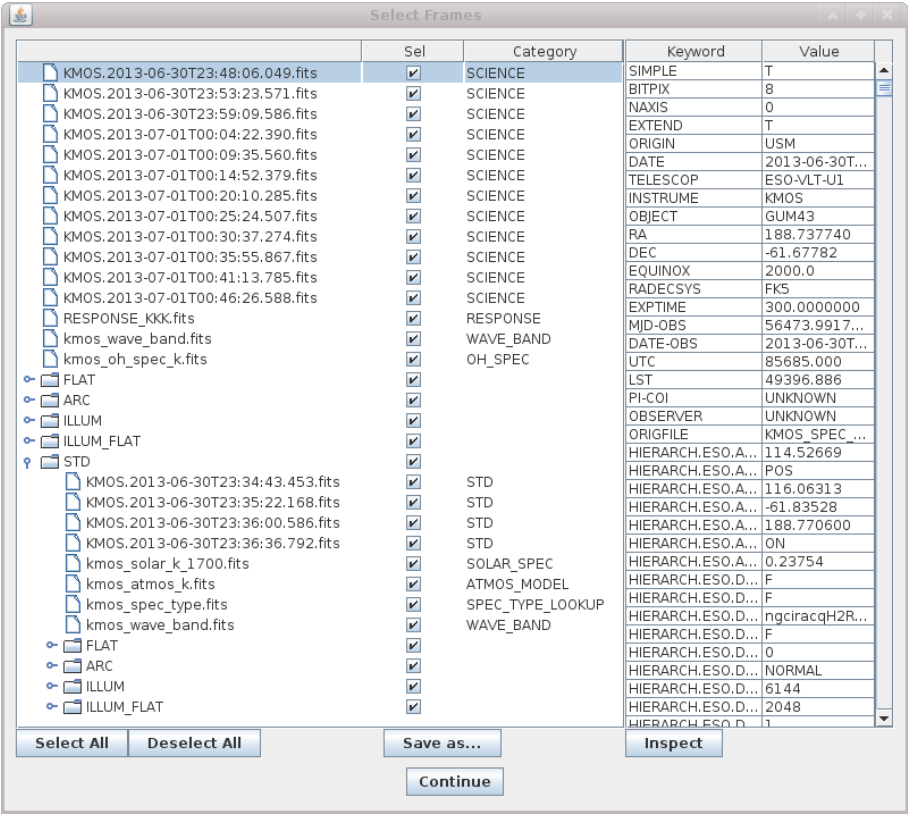 Select Frames
Sel Category
KMOS.2013-06-30T23:48:06.049.fits SCIENCE
KMOS.2013-06-30T23:53:23.571.fits SCIENCE
KMOS.2013-06-30T23:59:09.586.fits SCIENCE
KMOS.2013-07-01T00:04:22.390.fits SCIENCE
KMOS.2013-07-01T00:09:35.560.fits SCIENCE
KMOS.2013-07-01T00:14:52.379.fits SCIENCE
KMOS.2013-07-01T00:20:10.285.fits SCIENCE
KMOS.2013-07-01T00:25:24.507.fits SCIENCE
KMOS.2013-07-01T00:30:37.274.fits SCIENCE
KMOS.2013-07-01T00:35:55.867.fits SCIENCE
KMOS.2013-07-01T00:41:13.785.fits SCIENCE
KMOS.2013-07-01T00:46:26.588.fits SCIENCE
RESPONSE_KKK.fits RESPONSE
kmos_wave_band.fits WAVE_BAND
kmos_oh_spec_k.fits OH_SPEC
FLAT
ARC
ILLUM
ILLUM_FLAT
STD
KMOS.2013-06-30T23:34:43.453.fits STD
KMOS.2013-06-30T23:35:22.168.fits STD
KMOS.2013-06-30T23:36:00.586.fits STD
KMOS.2013-06-30T23:36:36.792.fits STD
kmos_solar_k_1700.fits SOLAR_SPEC
kmos_atmos_k.fits ATMOS_MODEL
kmos_spec_type.fits SPEC_TYPE_LOOKUP
kmos_wave_band.fits WAVE_BAND
FLAT
ARC
ILLUM
ILLUM_FLAT
Keyword Value
SIMPLE T
BITPIX 8
NAXIS 0
EXTEND T
ORIGIN USM
DATE 2013-06-30T...
TELESCOP ESO-VLT-U1
INSTRUME KMOS
OBJECT GUM43
RA 188.737740
DEC -61.67782
EQUINOX 2000.0
RADECSYS FK5
EXPTIME 300.0000000
MJD-OBS 56473.9917...
DATE-OBS 2013-06-30T...
UTC 85685.000
LST 49396.886
PI-COI UNKNOWN
OBSERVER UNKNOWN
ORIGFILE KMOS_SPEC_...
HIERARCH.ESO.A... 114.52669
HIERARCH.ESO.A... POS
HIERARCH.ESO.A... 116.06313
HIERARCH.ESO.A... -61.83528
HIERARCH.ESO.A... 188.770600
HIERARCH.ESO.A... ON
HIERARCH.ESO.A... 0.23754
HIERARCH.ESO.D... F
HIERARCH.ESO.D... F
HIERARCH.ESO.D... ngciracqH2R...
HIERARCH.ESO.D... F
HIERARCH.ESO.D... 0
HIERARCH.ESO.D... NORMAL
HIERARCH.ESO.D... 6144
HIERARCH.ESO.D... 2048
HIERARCH.ESO.D... 1
Select All Deselect All Save as... Inspect
Continue